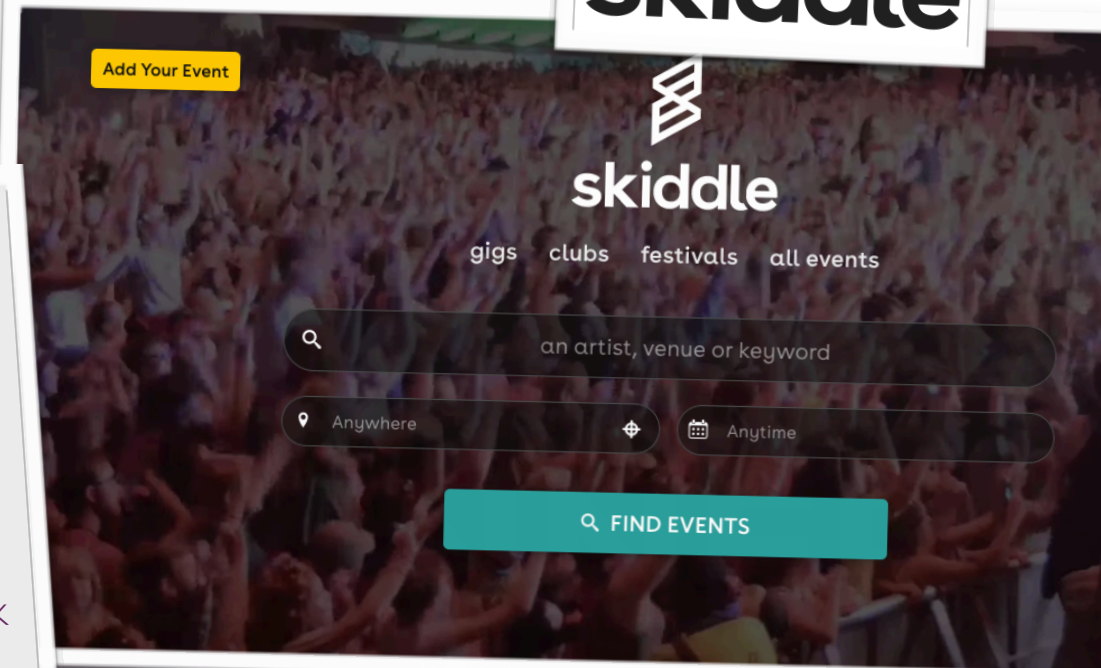 skiddle
Add Your Event
skiddle
gigs clubs festivals all events
an artist, venue or keyword
Anywhere
Anytime
FIND EVENTS